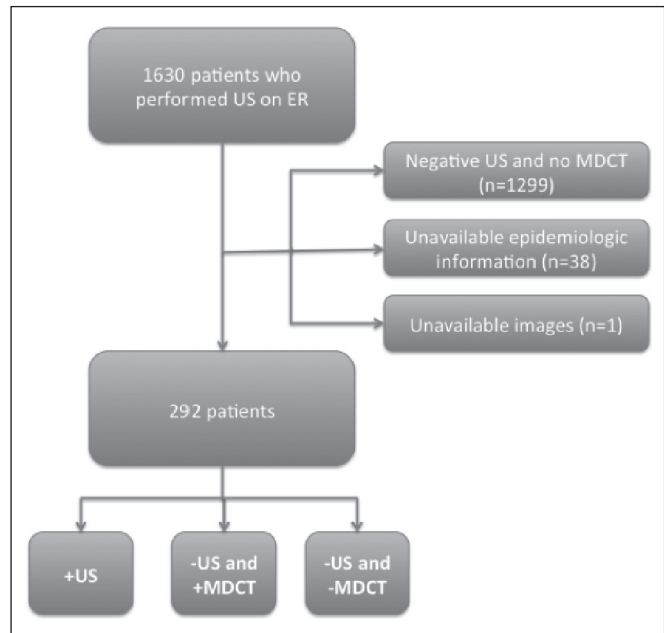 1630 patients who
performed US on ER
Negative US and no MDCT
(n=1299)
Unavailable epidemiologic
information (n=38)
Unavailable images (n=1)
292 patients
+US
-US and
+MDCT
-US and
-MDCT